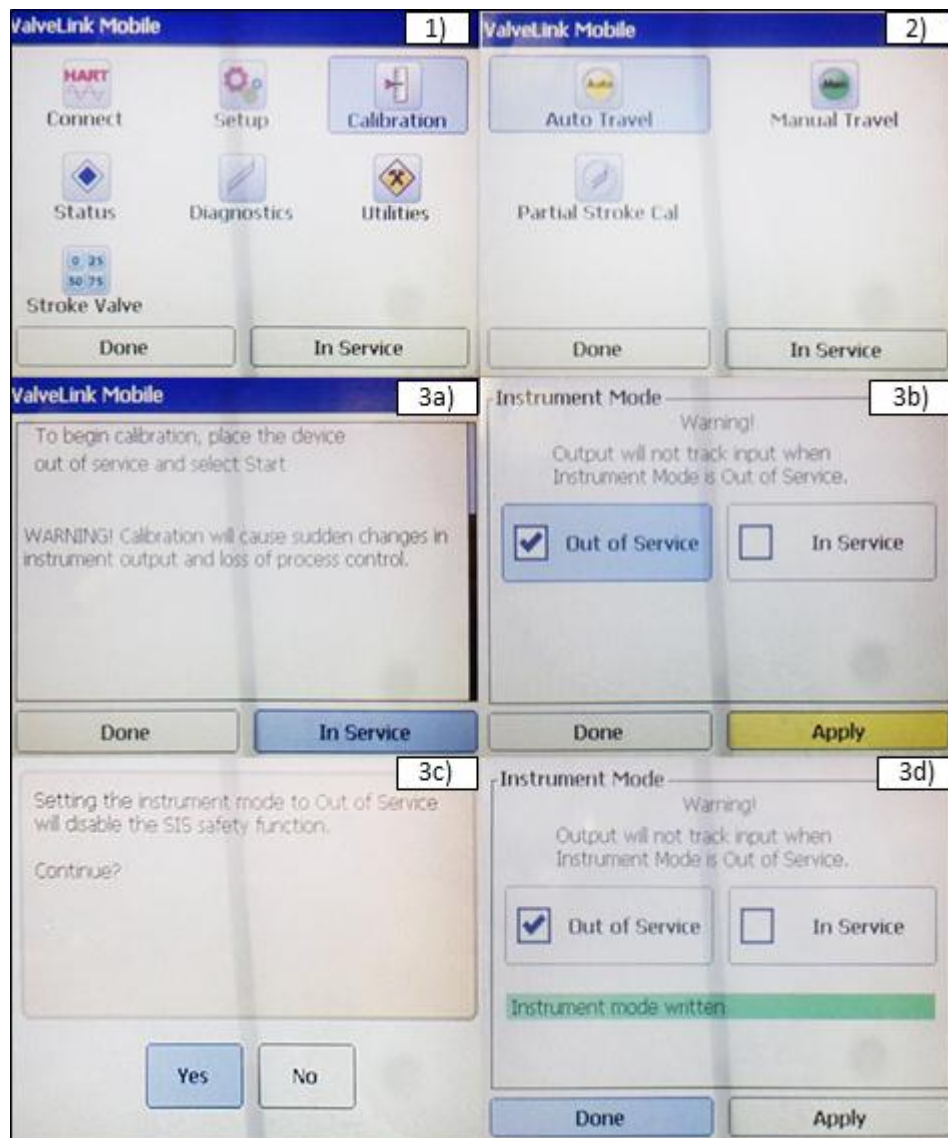 ValveLink Mobile
1)
HART
Connect
Setup
Calibration
Status
Diagnostics
Utilities
0 25
50 75
Stroke Valve
Done
In Service
ValveLink Mobile
2)
Auto
Auto Travel
Man
Manual Travel
Partial Stroke Cal
Done
In Service
ValveLink Mobile
3a)
To begin calibration, place the device
out of service and select Start
WARNING! Calibration will cause sudden changes in
instrument output and loss of process control.
Done
In Service
Instrument Mode
3b)
Warning!
Output will not track input when
Instrument Mode is Out of Service.
Out of Service
In Service
Done
Apply
3c)
Setting the instrument mode to Out of Service
will disable the SIS safety function.
Continue?
Yes
No
Instrument Mode
3d)
Warning!
Output will not track input when
Instrument Mode is Out of Service.
Out of Service
In Service
Instrument mode written
Done
Apply